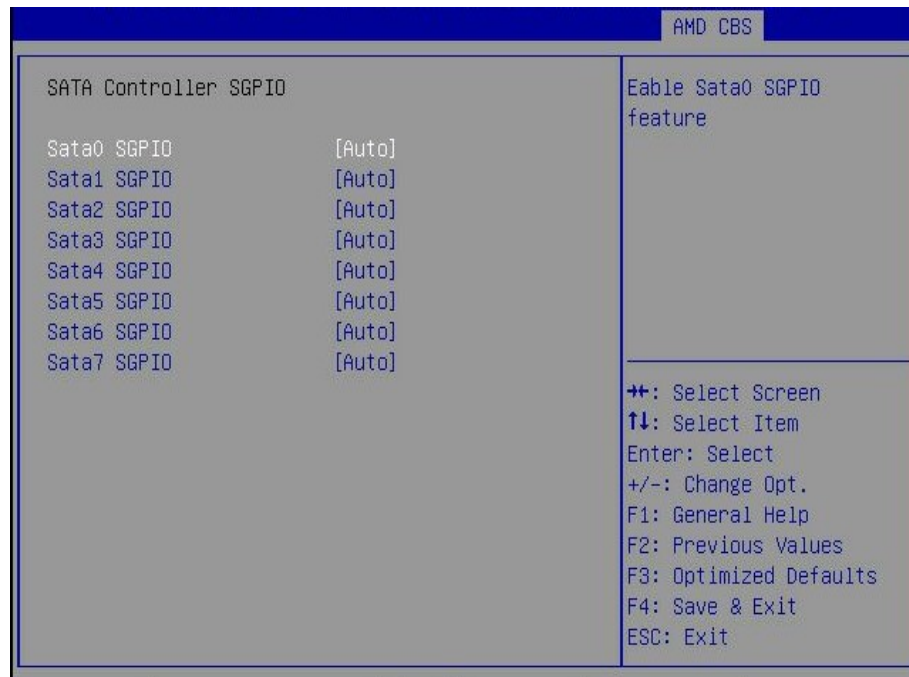 AMD CBS
SATA Controller SGPIO
Sata0 SGPIO [Auto]
Sata1 SGPIO [Auto]
Sata2 SGPIO [Auto]
Sata3 SGPIO [Auto]
Sata4 SGPIO [Auto]
Sata5 SGPIO [Auto]
Sata6 SGPIO [Auto]
Sata7 SGPIO [Auto]
Eable Sata0 SGPIO
feature
→←: Select Screen
↑↓: Select Item
Enter: Select
+/-: Change Opt.
F1: General Help
F2: Previous Values
F3: Optimized Defaults
F4: Save & Exit
ESC: Exit